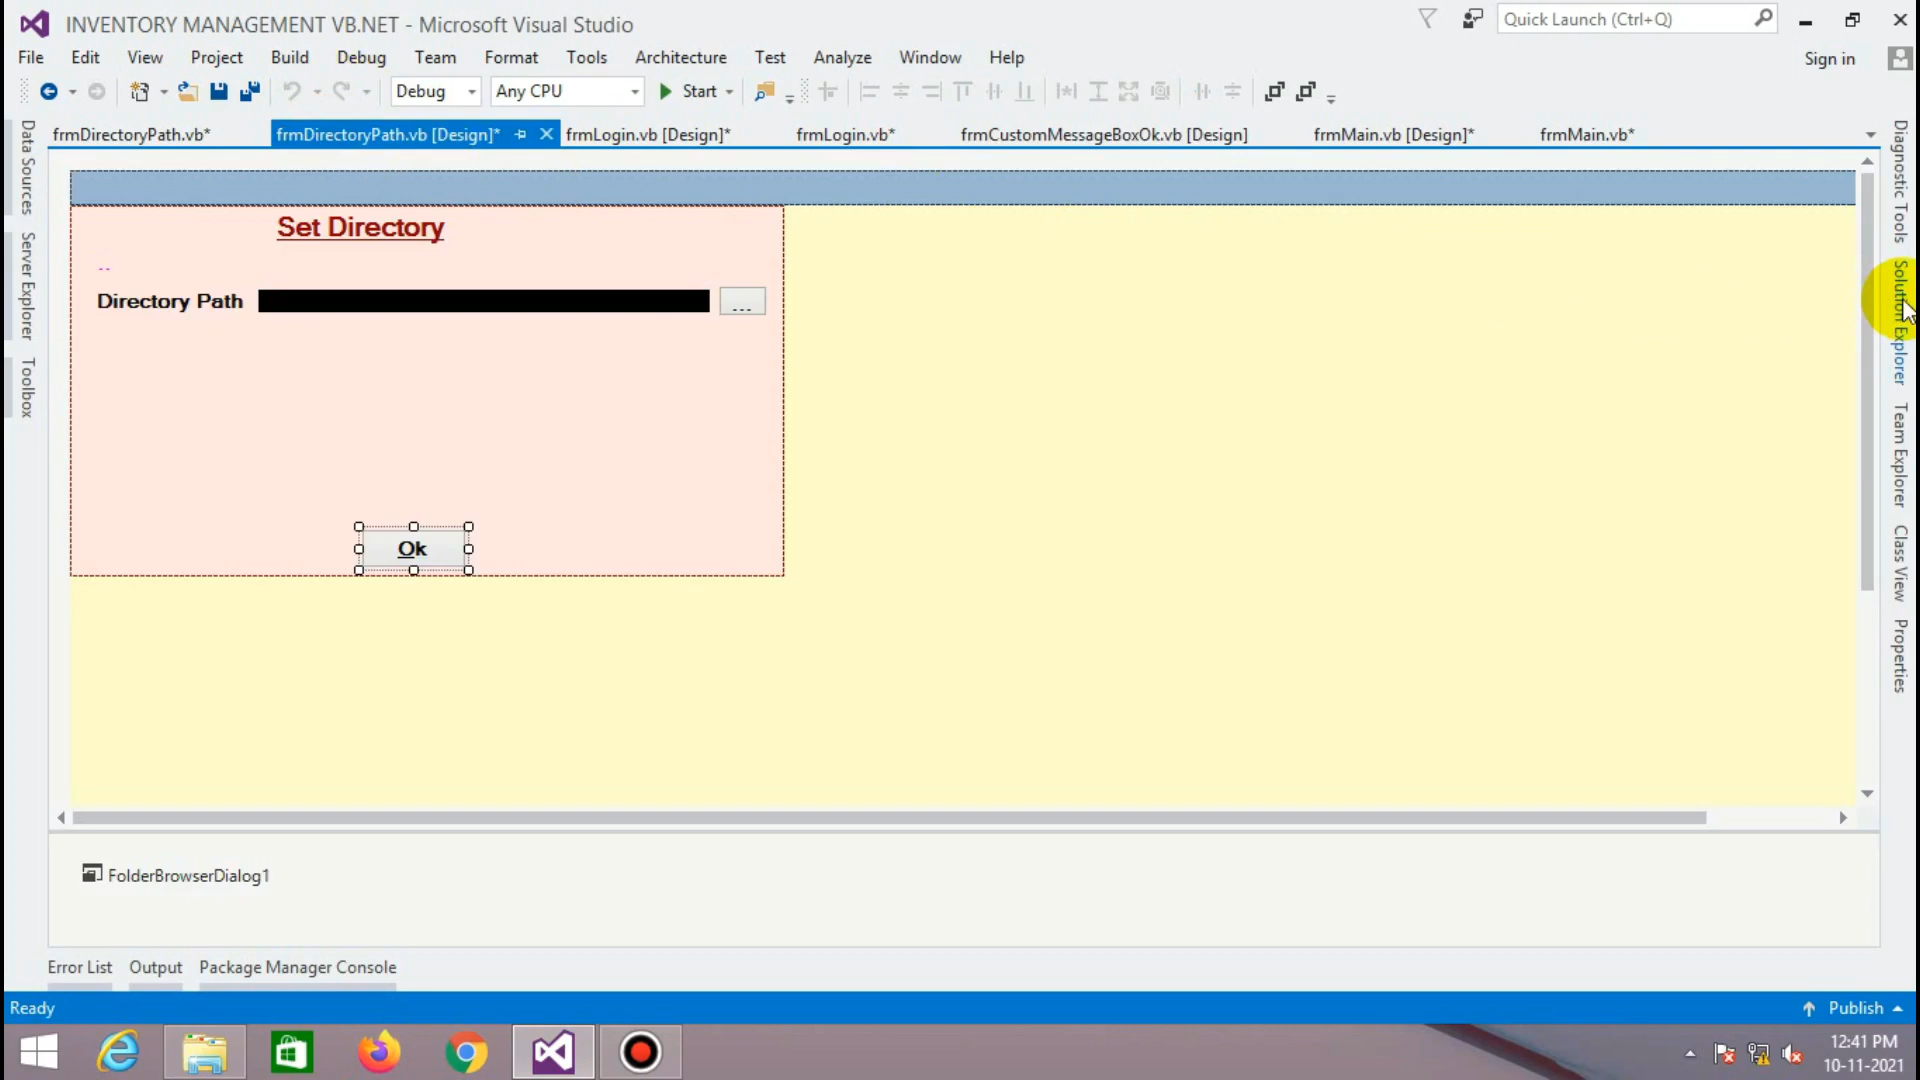 INVENTORY MANAGEMENT VB.NET - Microsoft Visual Studio
Quick Launch (Ctrl+Q)
File Edit View Project Build Debug Team Format Tools Architecture Test Analyze Window Help
Sign in
Debug Any CPU Start
frmDirectoryPath.vb* frmDirectoryPath.vb [Design]* frmLogin.vb [Design]* frmLogin.vb* frmCustomMessageBoxOk.vb [Design] frmMain.vb [Design]* frmMain.vb*
Data Sources
Server Explorer
Toolbox
Set Directory
--
Directory Path ...
Ok
Diagnostic Tools
Solution Explorer
Team Explorer
Class View
Properties
FolderBrowserDialog1
Error List Output Package Manager Console
Ready
Publish
12:41 PM
10-11-2021